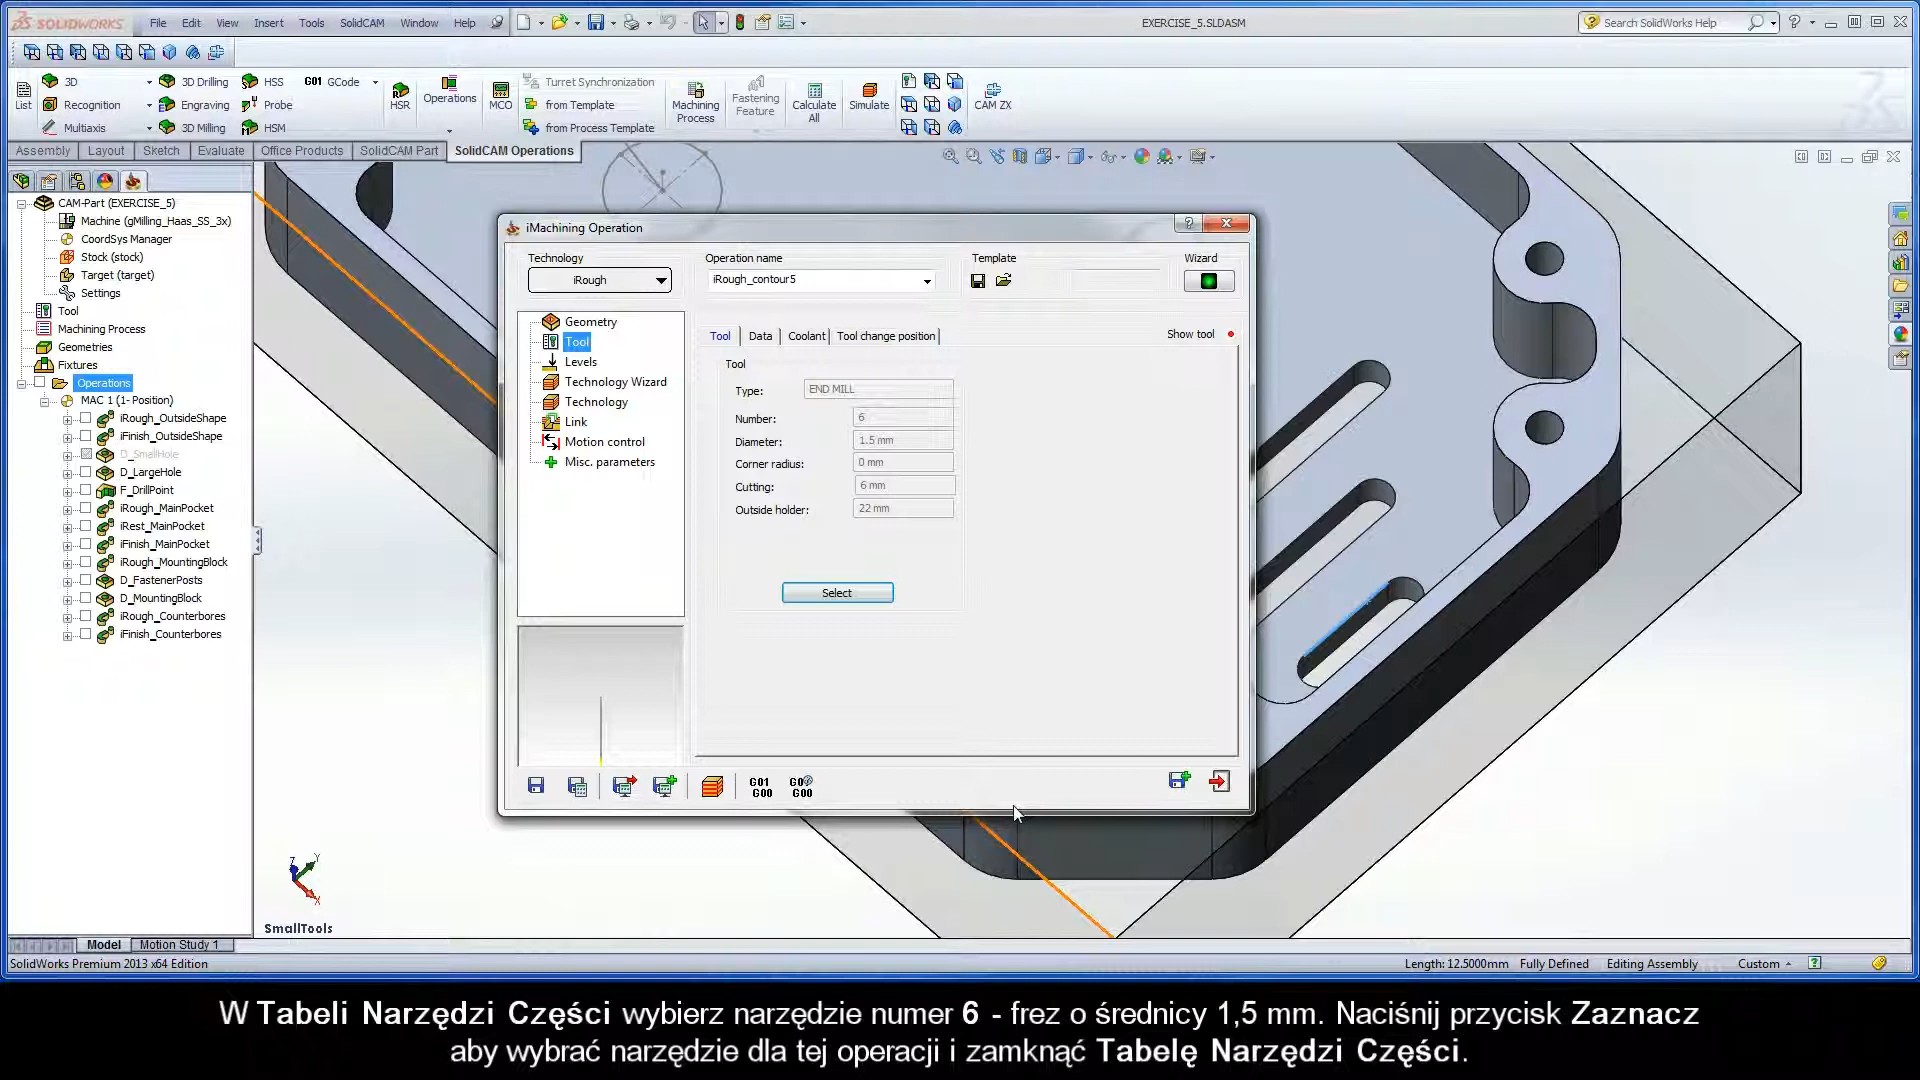 SOLIDWORKS File Edit View Insert Tools SolidCAM Window Help EXERCISE_5.SLDASM Search SolidWorks Help
3D 3D Drilling HSS G01 GCode Turret Synchronization
List Recognition Engraving Probe HSR Operations MCO from Template Machining Process Fastening Feature Calculate All Simulate CAM ZX
Multiaxis 3D Milling HSM from Process Template
Assembly Layout Sketch Evaluate Office Products SolidCAM Part SolidCAM Operations
CAM-Part (EXERCISE_5)
Machine (gMilling_Haas_SS_3x)
CoordSys Manager
Stock (stock)
Target (target)
Settings
Tool
Machining Process
Geometries
Fixtures
Operations
MAC 1 (1- Position)
iRough_OutsideShape
iFinish_OutsideShape
D_SmallHole
D_LargeHole
F_DrillPoint
iRough_MainPocket
iRest_MainPocket
iFinish_MainPocket
iRough_MountingBlock
D_FastenerPosts
D_MountingBlock
iRough_Counterbores
iFinish_Counterbores
iMachining Operation
Technology Operation name Template Wizard
iRough iRough_contour5
Geometry
Tool
Levels
Technology Wizard
Technology
Link
Motion control
Misc. parameters
Tool Data Coolant Tool change position Show tool
Tool
Type: END MILL
Number: 6
Diameter: 1.5 mm
Corner radius: 0 mm
Cutting: 6 mm
Outside holder: 22 mm
Select
G01 G00 G0 G00
Z Y X
SmallTools
Model Motion Study 1
SolidWorks Premium 2013 x64 Edition Length: 12.5000mm Fully Defined Editing Assembly Custom
W Tabeli Narzędzi Części wybierz narzędzie numer 6 - frez o średnicy 1,5 mm. Naciśnij przycisk Zaznacz
aby wybrać narzędzie dla tej operacji i zamknąć Tabelę Narzędzi Części.